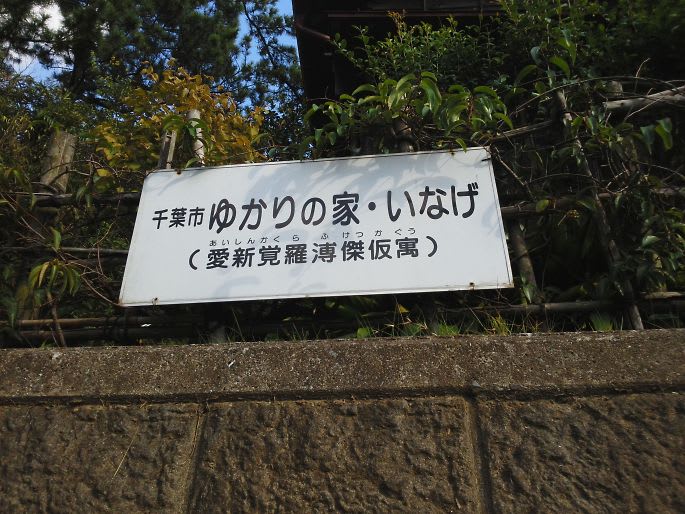 千葉市 ゆかりの家・いなげ
あいしんかくら ふけつかぐう
(愛新覚羅溥傑仮寓)